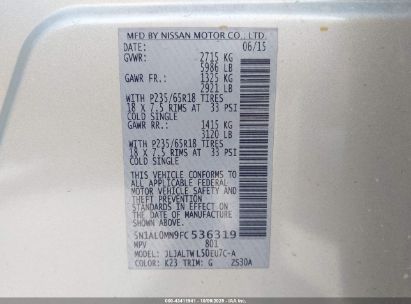 MFD BY NISSAN MOTOR CO., LTD.
DATE: 06/15
GVWR: 2715 KG
5986 LB
GAWR FR.: 1325 KG
2921 LB
WITH P235/65R18 TIRES
18 X 7.5 RIMS AT 33 PSI
COLD SINGLE
GAWR RR.: 1415 KG
3120 LB
WITH P235/65R18 TIRES
18 X 7.5 RIMS AT 33 PSI
COLD SINGLE
THIS VEHICLE CONFORMS TO
ALL APPLICABLE FEDERAL
MOTOR VEHICLE SAFETY AND
THEFT PREVENTION
STANDARDS IN EFFECT ON
THE DATE OF MANUFACTURE
SHOWN ABOVE.
5N1AL0MN9FC536319
MPV 801
MODEL: JLJALTWL50EU7C-A
COLOR: K23 TRIM: G ZS30A